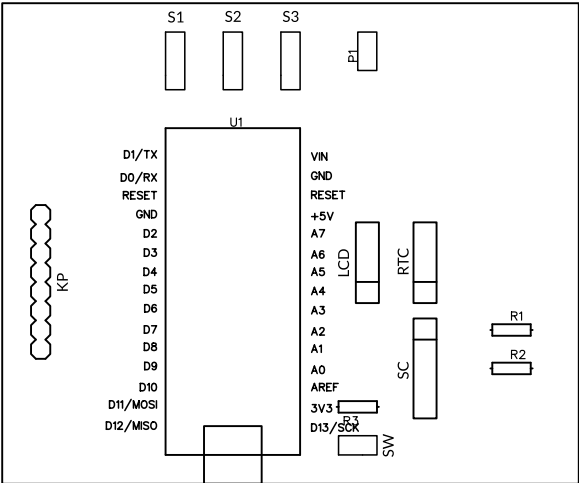 S1 S2 S3
P1
U1
D1/TX VIN
D0/RX GND
RESET RESET
GND +5V
D2 A7
D3 A6
D4 A5
D5 A4
D6 A3
D7 A2
D8 A1
D9 A0
D10 AREF
D11/MOSI 3V3
D12/MISO D13/SCK
KP
LCD
RTC
SC
R1
R2
R3
SW